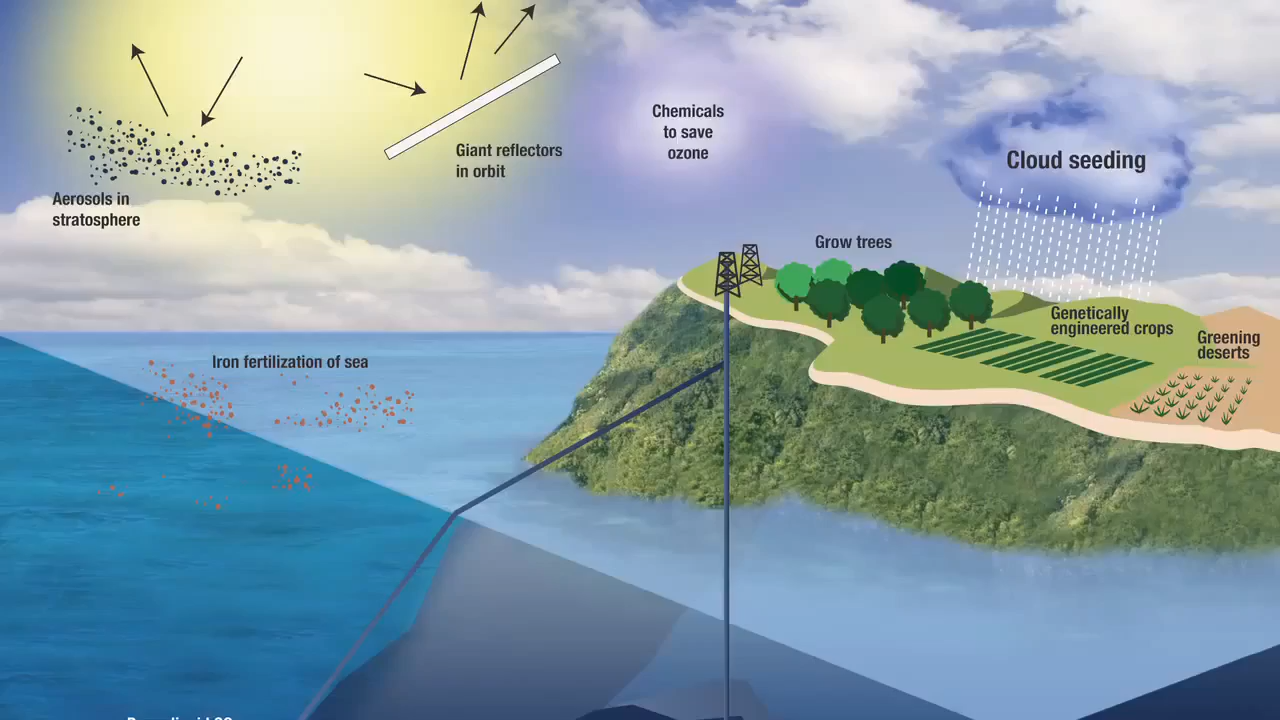 Chemicals
to save
ozone
Giant reflectors
in orbit
Cloud seeding
Aerosols in
stratosphere
Grow trees
Genetically
engineered crops
Greening
deserts
Iron fertilization of sea